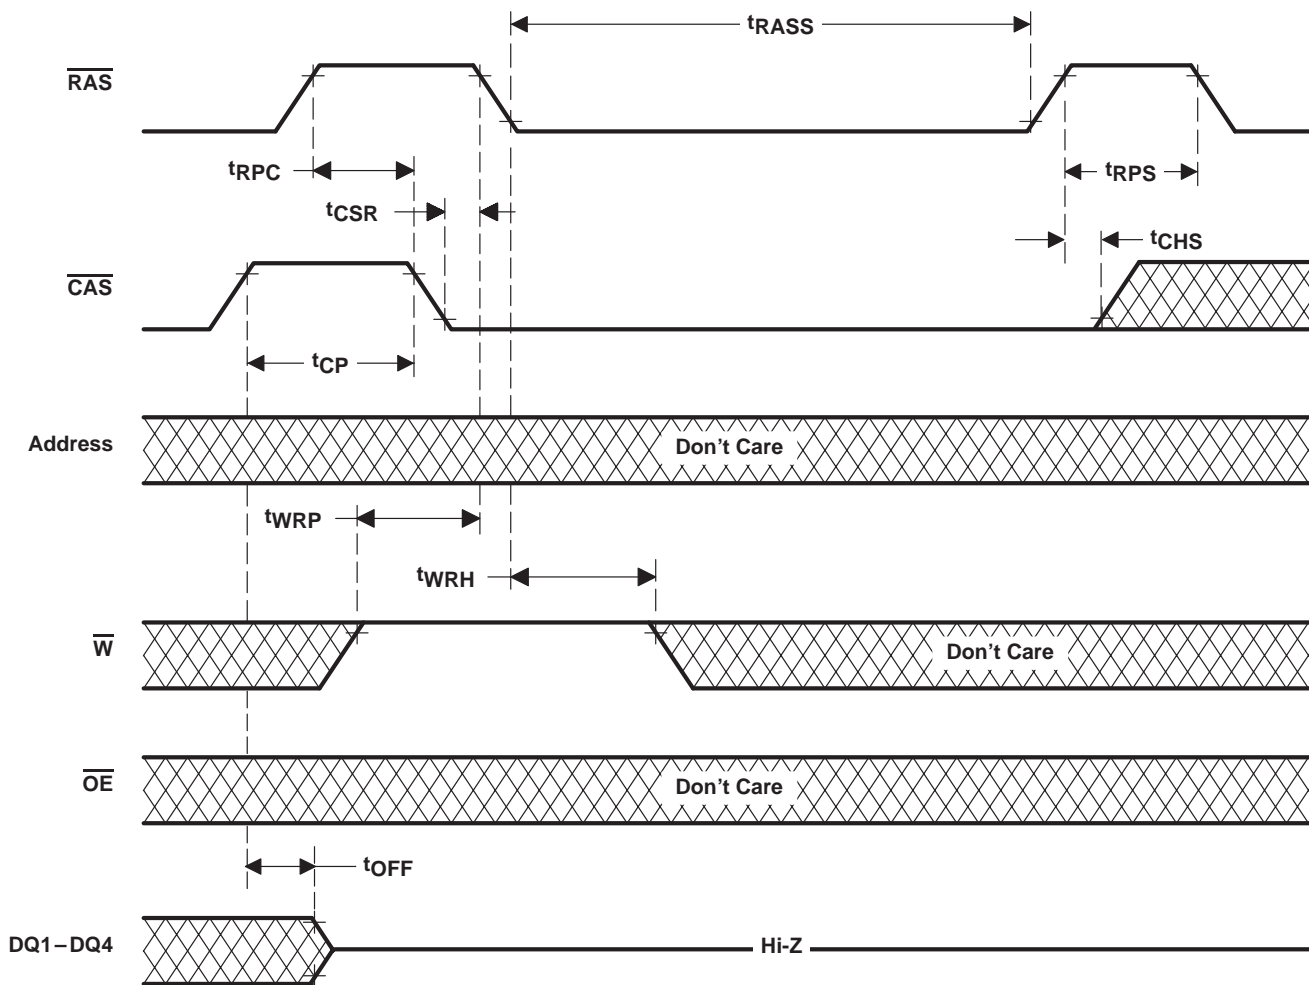 tRASS
RAS
tRPC
tRPS
tCSR
tCHS
CAS
tCP
Address
Don't Care
tWRP
tWRH
W
Don't Care
OE
Don't Care
tOFF
DQ1–DQ4
Hi-Z